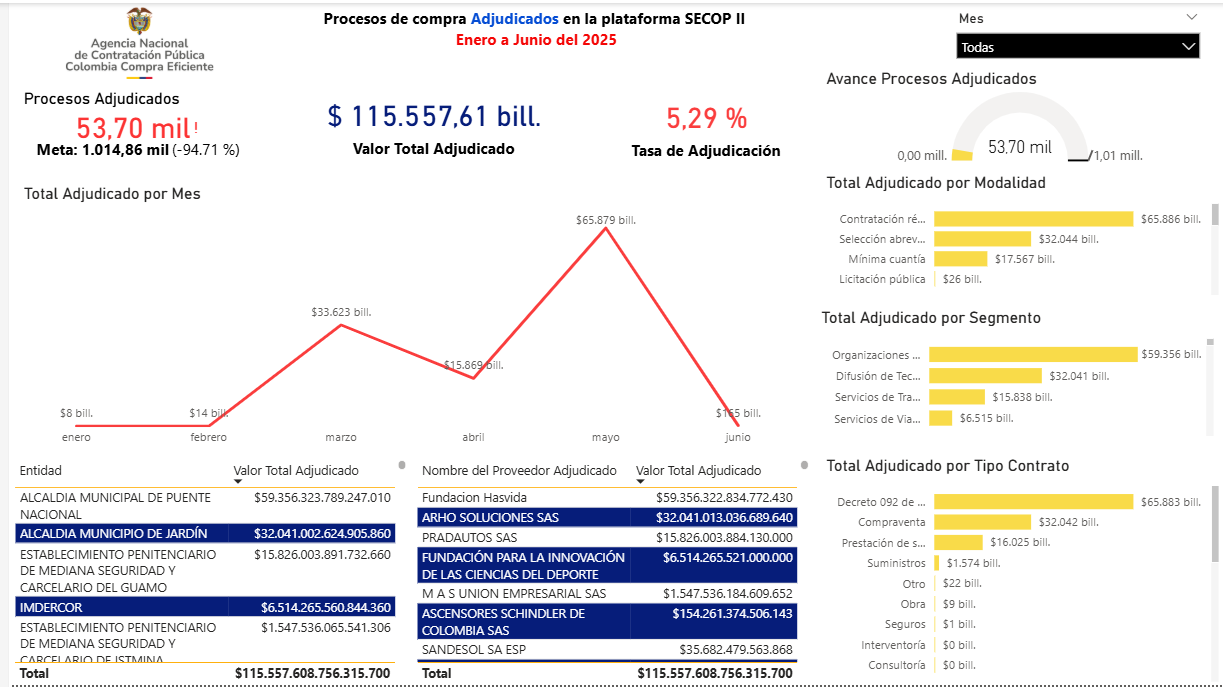 Agencia Nacional
de Contratación Pública
Colombia Compra Eficiente
Procesos de compra Adjudicados en la plataforma SECOP II
Enero a Junio del 2025
Mes
Todas
Procesos Adjudicados
53,70 mil!
Meta: 1.014,86 mil (-94.71 %)
$ 115.557,61 bill.
Valor Total Adjudicado
5,29 %
Tasa de Adjudicación
Avance Procesos Adjudicados
53,70 mil
0,00 mill.
1,01 mill.
Total Adjudicado por Mes
$65.879 bill.
$33.623 bill.
$15.869 bill.
$8 bill.
$14 bill.
$165 bill.
enero
febrero
marzo
abril
mayo
junio
Total Adjudicado por Modalidad
Contratación ré... $65.886 bill.
Selección abrev... $32.044 bill.
Mínima cuantía $17.567 bill.
Licitación pública $26 bill.
Total Adjudicado por Segmento
Organizaciones ... $59.356 bill.
Difusión de Tec... $32.041 bill.
Servicios de Tra... $15.838 bill.
Servicios de Via... $6.515 bill.
Total Adjudicado por Tipo Contrato
Decreto 092 de ... $65.883 bill.
Compraventa $32.042 bill.
Prestación de s... $16.025 bill.
Suministros $1.574 bill.
Otro $22 bill.
Obra $9 bill.
Seguros $1 bill.
Interventoría $0 bill.
Consultoría $0 bill.
Entidad Valor Total Adjudicado
ALCALDIA MUNICIPAL DE PUENTE $59.356.323.789.247.010
NACIONAL
ALCALDIA MUNICIPIO DE JARDÍN $32.041.002.624.905.860
ESTABLECIMIENTO PENITENCIARIO $15.826.003.891.732.660
DE MEDIANA SEGURIDAD Y
CARCELARIO DEL GUAMO
IMDERCOR $6.514.265.560.844.360
ESTABLECIMIENTO PENITENCIARIO $1.547.536.065.541.306
DE MEDIANA SEGURIDAD Y
CARCELARIO DE ISTMINA
Total $115.557.608.756.315.700
Nombre del Proveedor Adjudicado Valor Total Adjudicado
Fundacion Hasvida $59.356.322.834.772.430
ARHO SOLUCIONES SAS $32.041.013.036.689.640
PRADAUTOS SAS $15.826.003.884.130.000
FUNDACIÓN PARA LA INNOVACIÓN $6.514.265.521.000.000
DE LAS CIENCIAS DEL DEPORTE
M A S UNION EMPRESARIAL SAS $1.547.536.184.609.652
ASCENSORES SCHINDLER DE $154.261.374.506.143
COLOMBIA SAS
SANDESOL SA ESP $35.682.479.563.868
Total $115.557.608.756.315.700